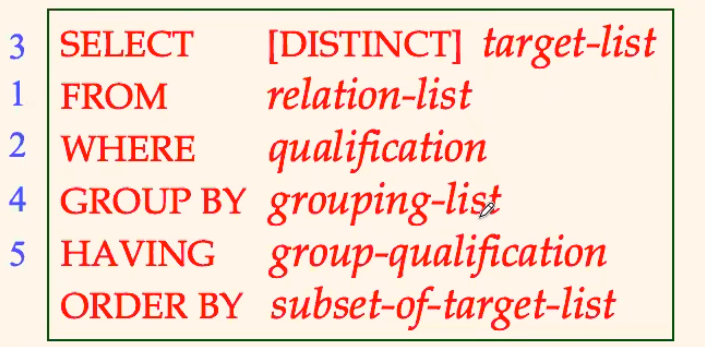 3 SELECT [DISTINCT] target-list
1 FROM relation-list
2 WHERE qualification
4 GROUP BY grouping-list
5 HAVING group-qualification
ORDER BY subset-of-target-list